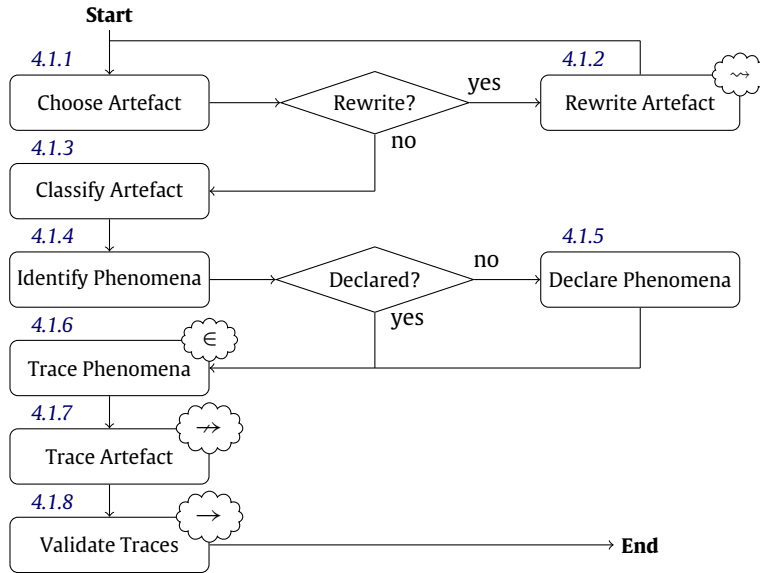 Start
4.1.1
4.1.2
Choose Artefact
Rewrite?
yes
Rewrite Artefact
⇝
no
4.1.3
Classify Artefact
4.1.4
4.1.5
Identify Phenomena
Declared?
no
Declare Phenomena
yes
4.1.6
∈
Trace Phenomena
4.1.7
↛
Trace Artefact
4.1.8
→
Validate Traces
End